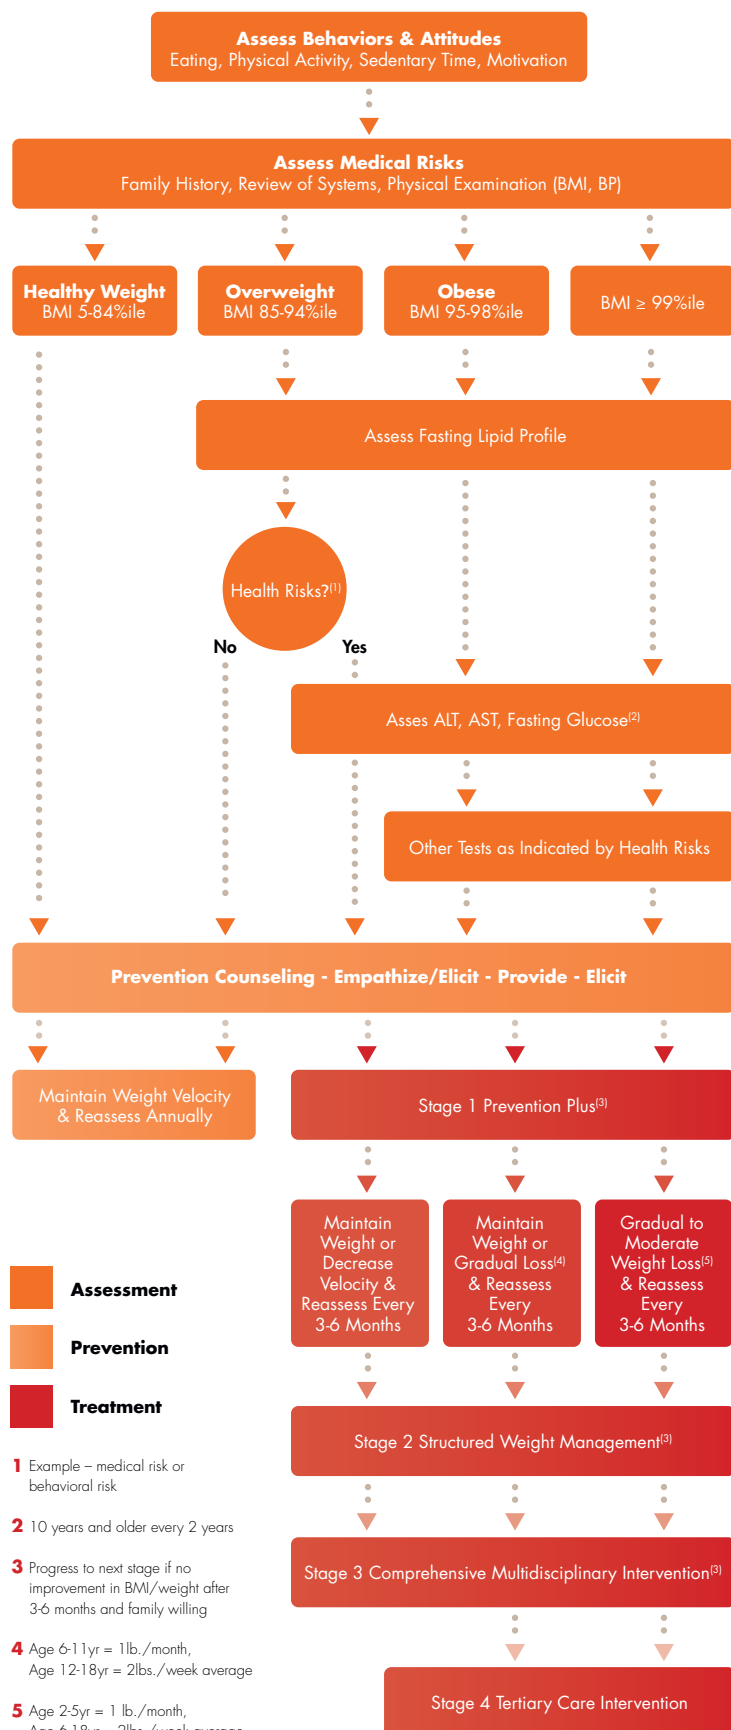 Assess Behaviors & Attitudes
Eating, Physical Activity, Sedentary Time, Motivation
Assess Medical Risks
Family History, Review of Systems, Physical Examination (BMI, BP)
Healthy Weight
BMI 5-84%ile
Overweight
BMI 85-94%ile
Obese
BMI 95-98%ile
BMI ≥ 99%ile
Assess Fasting Lipid Profile
Health Risks?(1)
No
Yes
Asses ALT, AST, Fasting Glucose(2)
Other Tests as Indicated by Health Risks
Prevention Counseling - Empathize/Elicit - Provide - Elicit
Maintain Weight Velocity
& Reassess Annually
Stage 1 Prevention Plus(3)
Maintain
Weight or
Decrease
Velocity &
Reassess Every
3-6 Months
Maintain
Weight or
Gradual Loss(4)
& Reassess
Every
3-6 Months
Gradual to
Moderate
Weight Loss(5)
& Reassess
Every
3-6 Months
Assessment
Prevention
Treatment
Stage 2 Structured Weight Management(3)
Stage 3 Comprehensive Multidisciplinary Intervention(3)
Stage 4 Tertiary Care Intervention
1 Example – medical risk or
behavioral risk
2 10 years and older every 2 years
3 Progress to next stage if no
improvement in BMI/weight after
3-6 months and family willing
4 Age 6-11yr = 1lb./month,
Age 12-18yr = 2lbs./week average
5 Age 2-5yr = 1 lb./month,
Age 6-18yr = 2lbs./week average